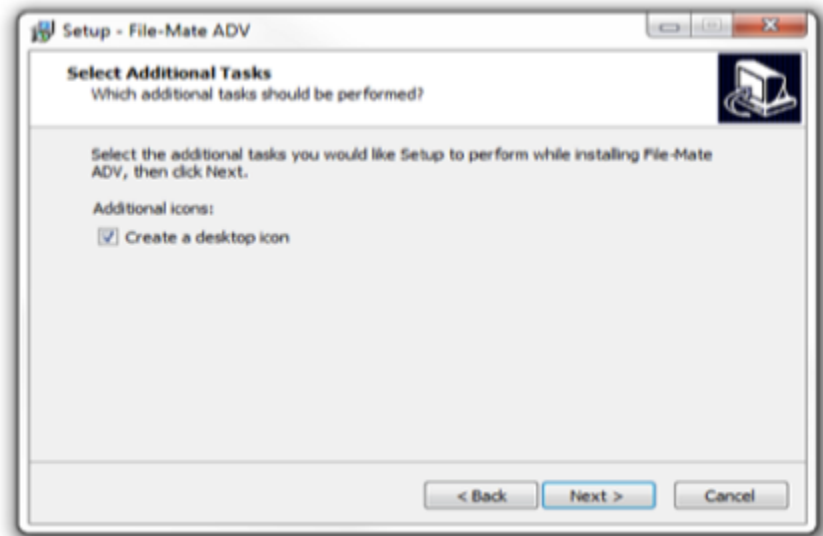 Setup - File-Mate ADV
Select Additional Tasks
Which additional tasks should be performed?
Select the additional tasks you would like Setup to perform while installing File-Mate
ADV, then click Next.
Additional icons:
Create a desktop icon
< Back Next > Cancel